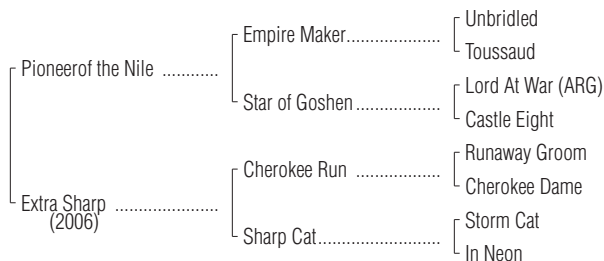 Unbridled
Empire Maker.....................
Toussaud
Pioneerof the Nile ............
Lord At War (ARG)
Star of Goshen ...................
Castle Eight
Runaway Groom
Cherokee Run ...................
Cherokee Dame
Extra Sharp .......................
(2006)
Storm Cat
Sharp Cat...........................
In Neon